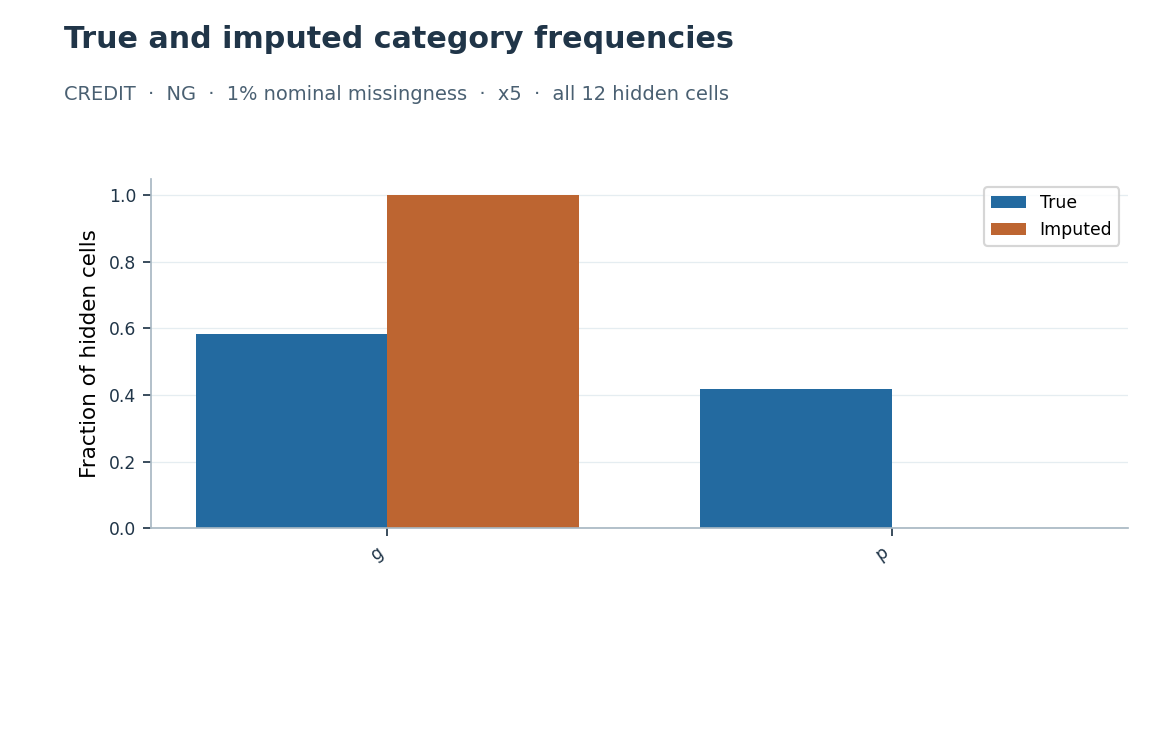 True and imputed category frequencies
CREDIT · NG · 1% nominal missingness · x5 · all 12 hidden cells
Fraction of hidden cells
1.0
0.8
0.6
0.4
0.2
0.0
True
Imputed
g
p